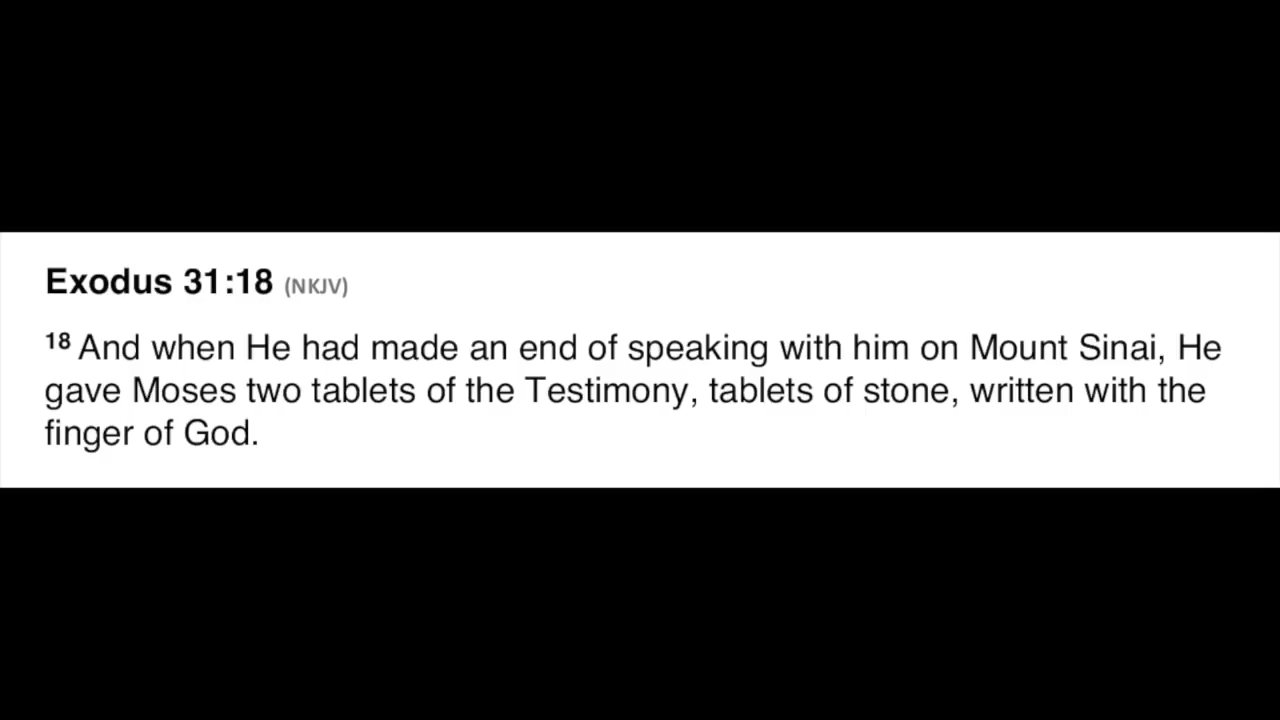 Exodus 31:18 (NKJV)
18 And when He had made an end of speaking with him on Mount Sinai, He
gave Moses two tablets of the Testimony, tablets of stone, written with the
finger of God.